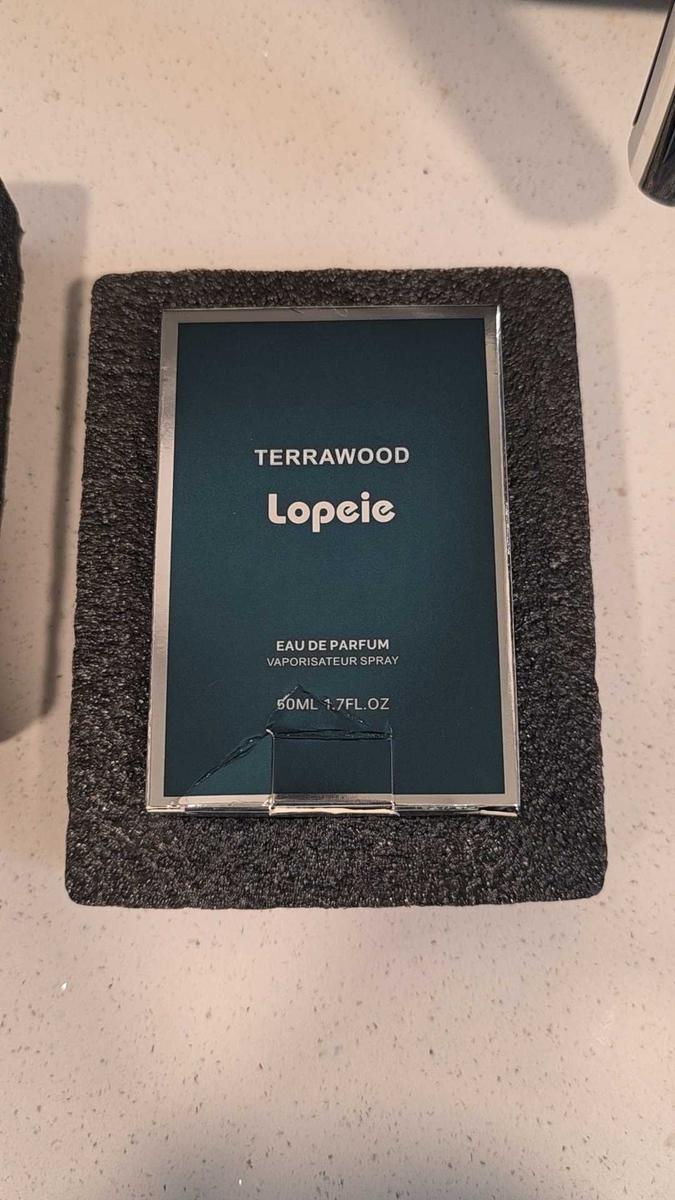 TERRAWOOD
Lopeie
EAU DE PARFUM
VAPORISATEUR SPRAY
50ML 1.7FL.OZ